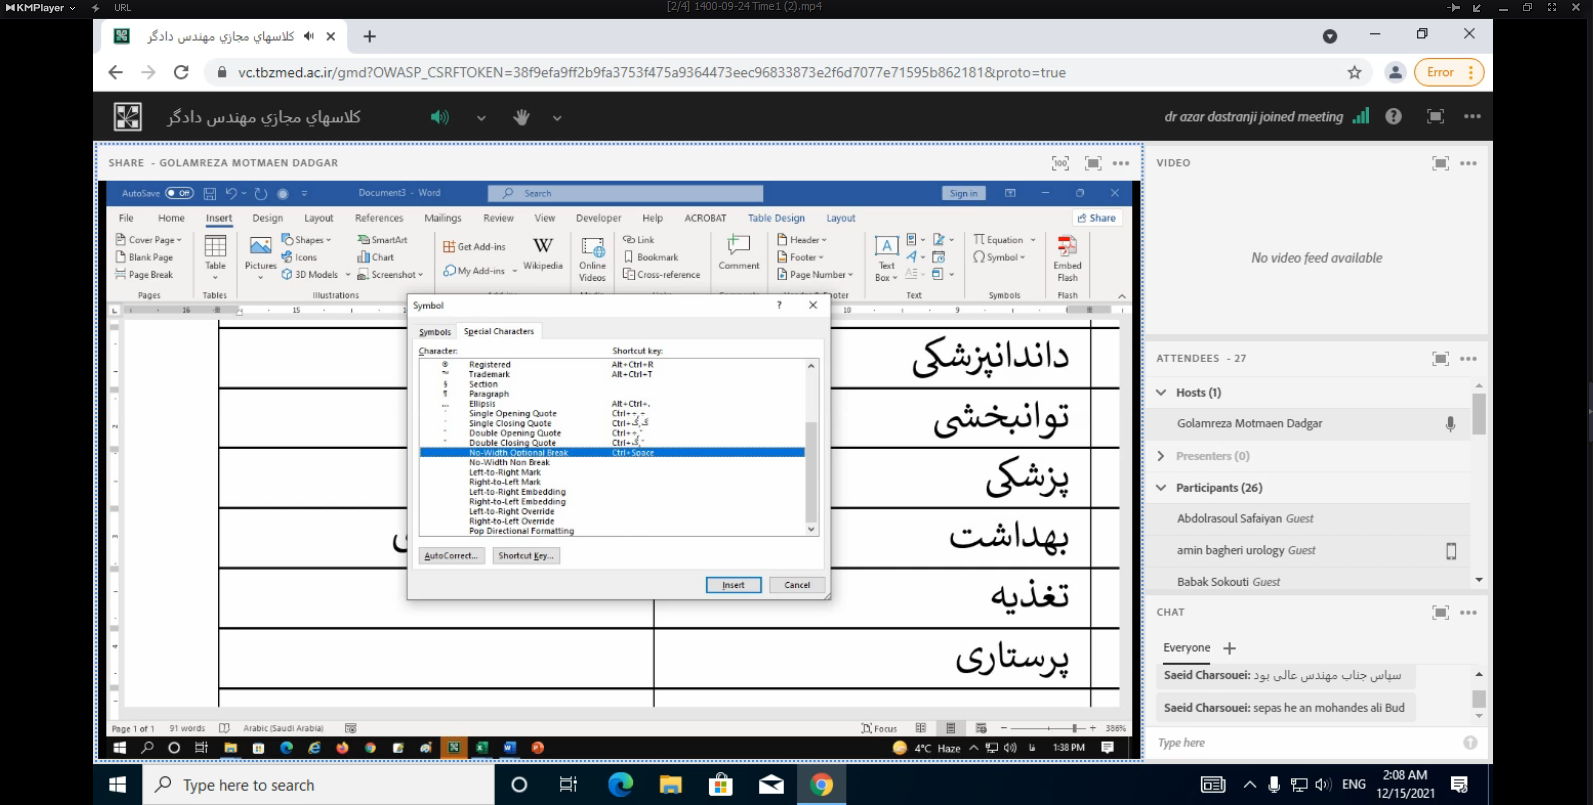 KMPlayer
URL
[2/4] 1400-09-24 Time1 (2).mp4
كلاسهاي مجازي مهندس دادگر
vc.tbzmed.ac.ir/gmd?OWASP_CSRFTOKEN=38f9efa9ff2b9fa3753f475a9364473eec96833873e2f6d7077e71595b862181&proto=true
Error
كلاسهاي مجازي مهندس دادگر
dr azar dastranji joined meeting
SHARE - GOLAMREZA MOTMAEN DADGAR
AutoSave Off
Document3 - Word
Search
Sign in
File Home Insert Design Layout References Mailings Review View Developer Help ACROBAT Table Design Layout
Share
Cover Page
Blank Page
Page Break
Pages
Table
Tables
Pictures
Shapes
Icons
3D Models
SmartArt
Chart
Screenshot
Illustrations
Get Add-ins
My Add-ins
Wikipedia
Online Videos
Link
Bookmark
Cross-reference
Comment
Header
Footer
Page Number
Text Box
Text
Equation
Symbol
Symbols
Embed Flash
Flash
16 15 10 9
Symbol
Symbols
Special Characters
Character: Shortcut key:
® Registered Alt+Ctrl+R
™ Trademark Alt+Ctrl+T
§ Section
¶ Paragraph
… Ellipsis Alt+Ctrl+.
Single Opening Quote
Single Closing Quote
Double Opening Quote
Double Closing Quote
No-Width Optional Break Ctrl+Space
No-Width Non Break
Left-to-Right Mark
Right-to-Left Mark
Left-to-Right Embedding
Right-to-Left Embedding
Left-to-Right Override
Right-to-Left Override
Pop Directional Formatting
AutoCorrect...
Shortcut Key...
Insert
Cancel
داندانپزشکی
توانبخشی
پزشکی
بهداشت
تغذیه
پرستاری
Page 1 of 1
91 words
Arabic (Saudi Arabia)
Focus
386%
4°C Haze
فا
1:38 PM
VIDEO
No video feed available
ATTENDEES - 27
Hosts (1)
Golamreza Motmaen Dadgar
Presenters (0)
Participants (26)
Abdolrasoul Safaiyan Guest
amin bagheri urology Guest
Babak Sokouti Guest
CHAT
Everyone
Saeid Charsouei: سپاس جناب مهندس عالی بود
Saeid Charsouei: sepas he an mohandes ali Bud
Type here
Type here to search
ENG
2:08 AM
12/15/2021